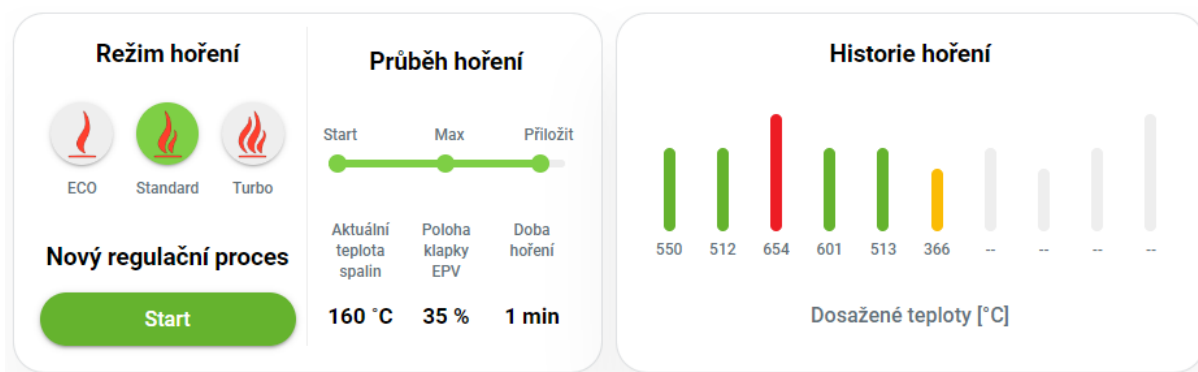 Režim hoření
ECO
Standard
Turbo
Nový regulační proces
Start
Průběh hoření
Start
Max
Přiložit
Aktuální
teplota
spalin
Poloha
klapky
EPV
Doba
hoření
160 °C
35 %
1 min
Historie hoření
550
512
654
601
513
366
--
--
--
--
Dosažené teploty [°C]